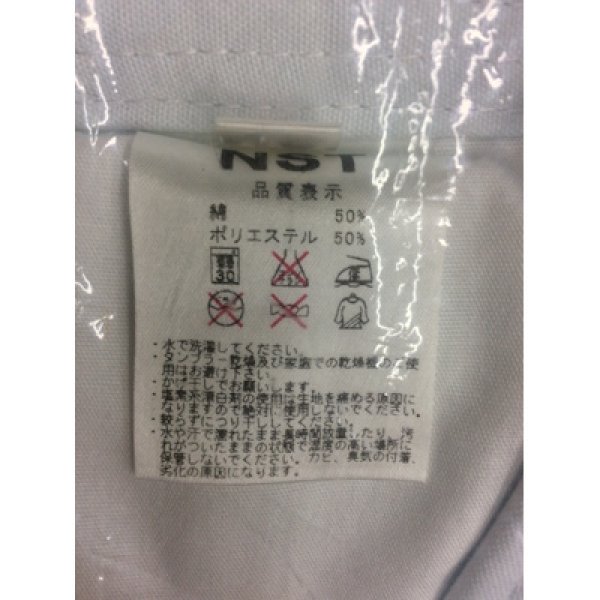 NST
品質表示
綿 50%
ポリエステル 50%
30
・水で洗濯してください。
・タンブラー乾燥及び家庭での乾燥機のご使
用はお避け下さい。
・かげ干しでお願いします。
・塩素系漂白剤の使用は生地を痛める原因に
なりますので絶対に使用しないでください。
・絞らずにつり干ししてください。
・水や汗で濡れたまま長時間放置したり、汚
れがついたままの状態で湿度の高い場所に
保管しないでください。カビ、臭気の付着、
劣化の原因になります。